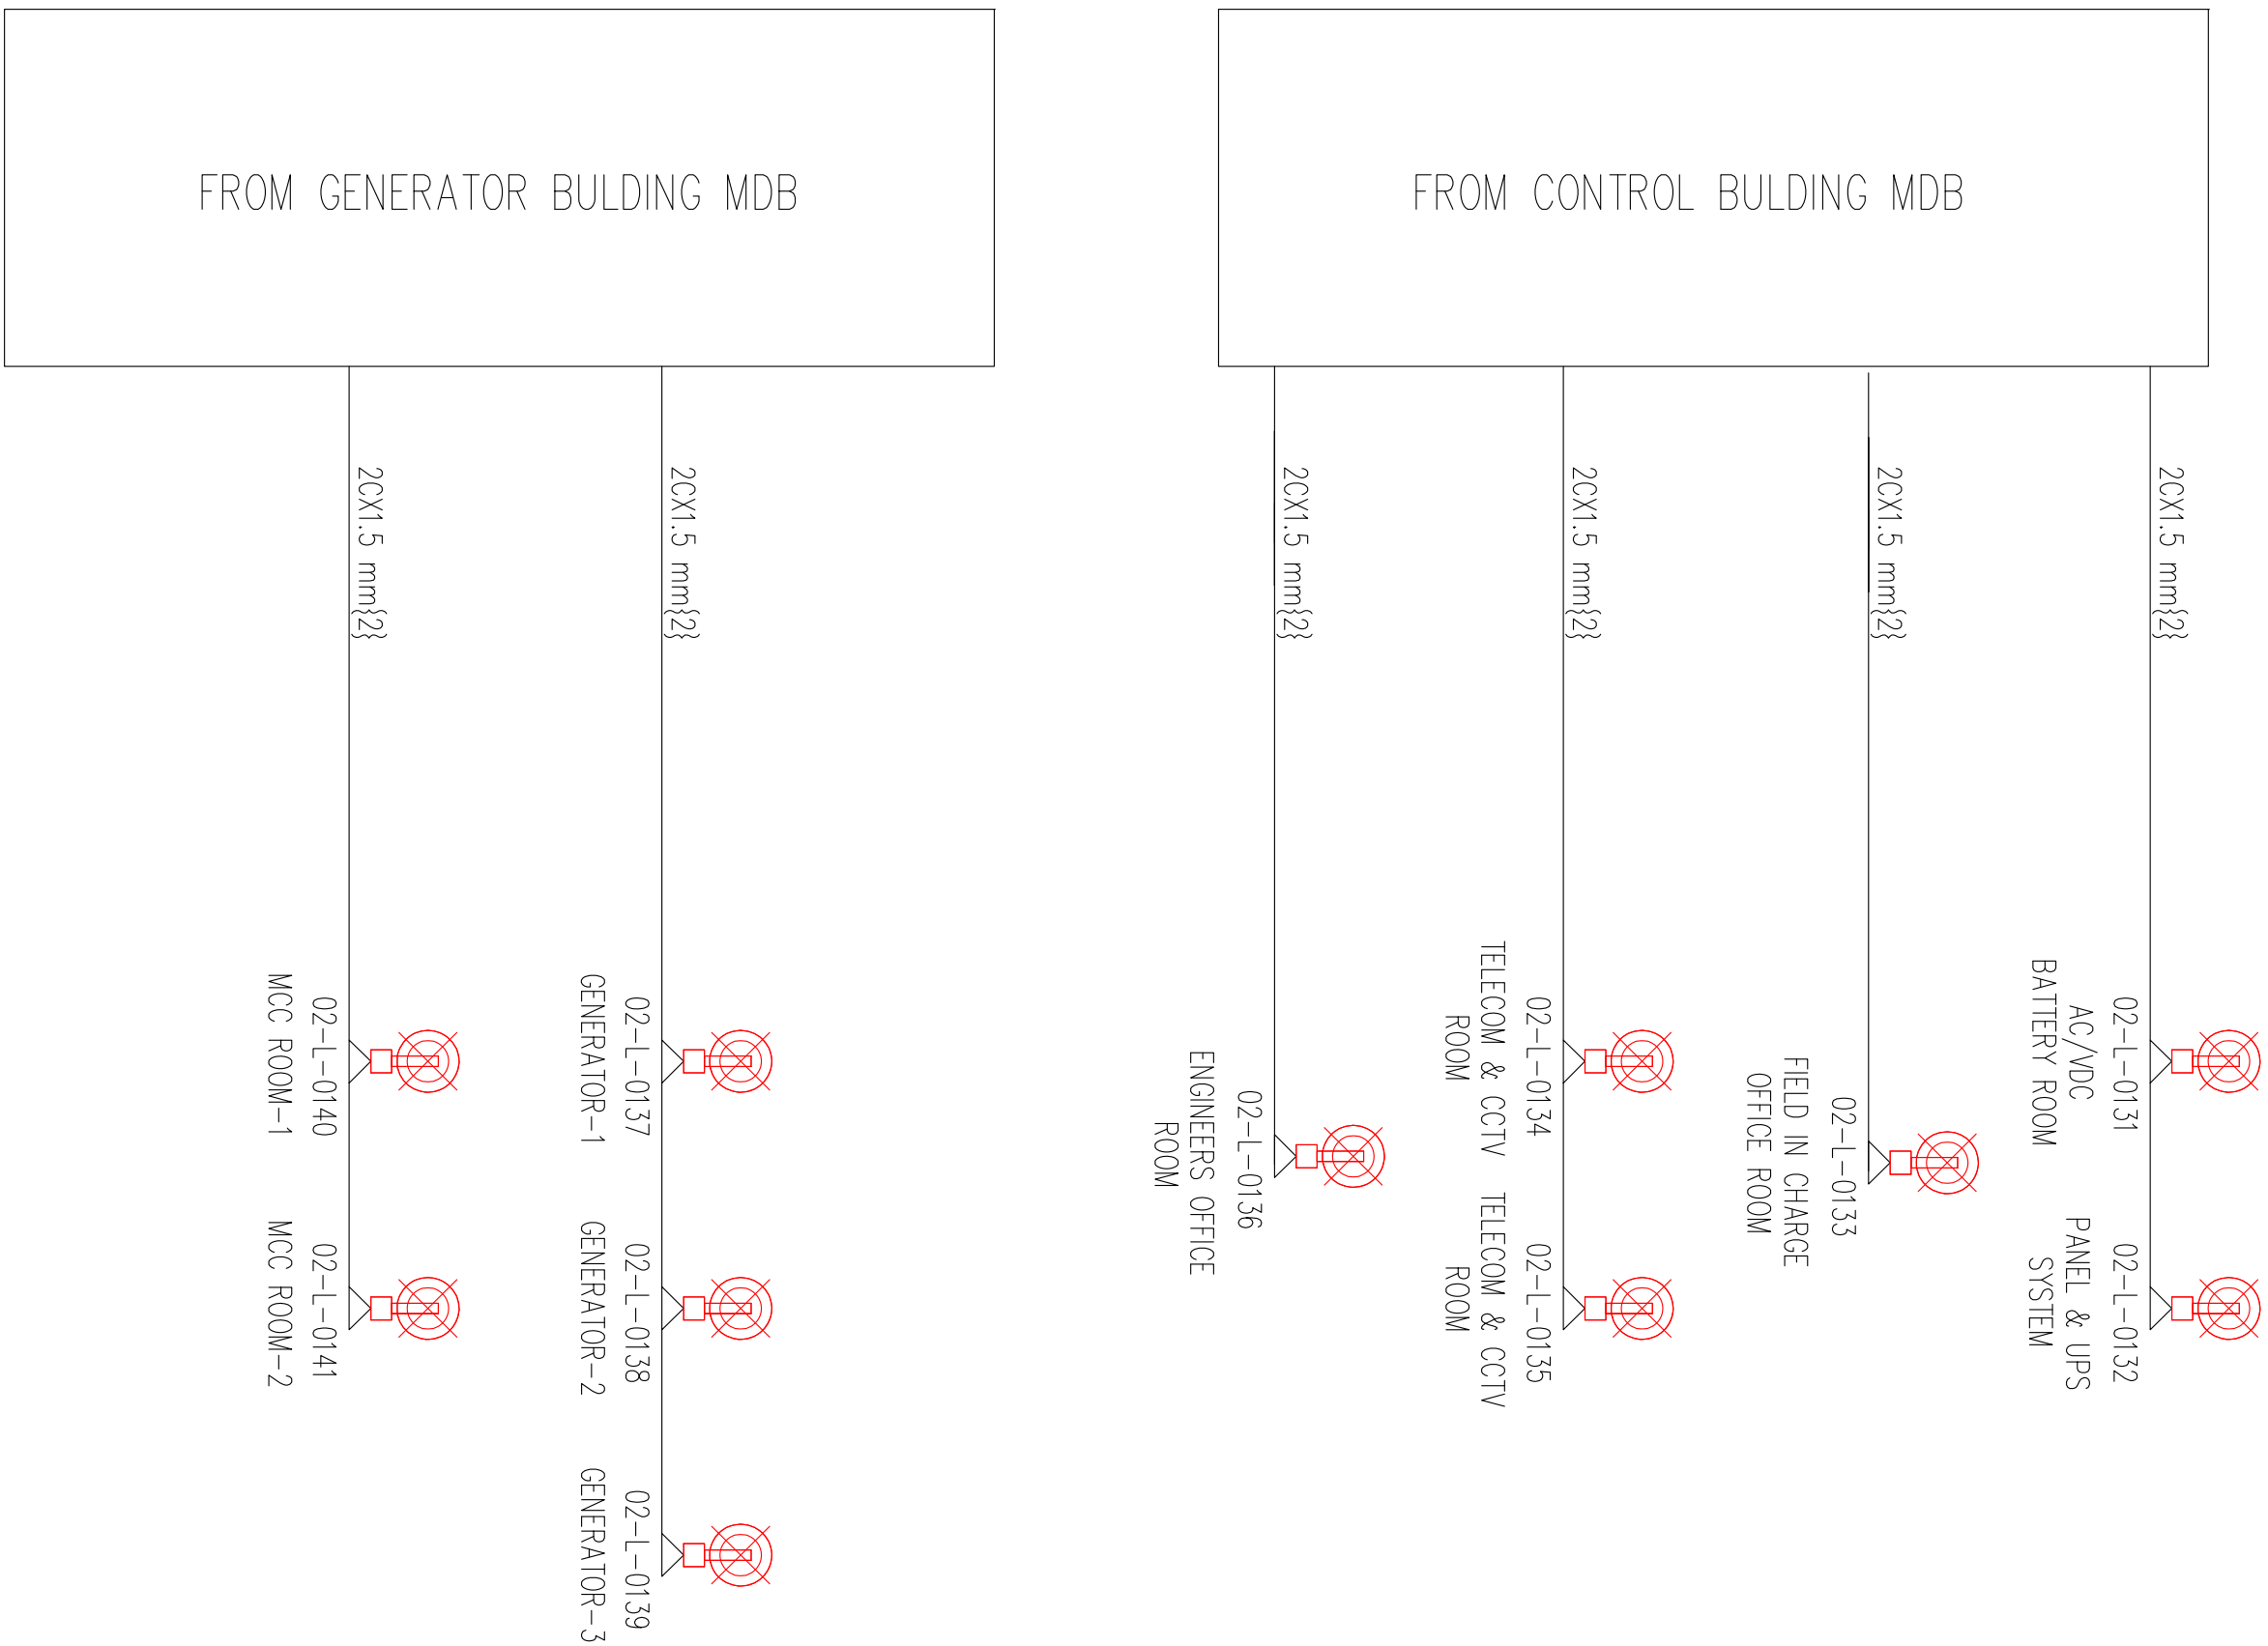 FROM GENERATOR BULDING MDB
FROM CONTROL BULDING MDB
2CX1.5 mm{2{
2CX1.5 mm{2{
2CX1.5 mm{2{
2CX1.5 mm{2{
2CX1.5 mm{2{
2CX1.5 mm{2{
02-L-0140
MCC ROOM-1
02-L-0141
MCC ROOM-2
02-L-0137
GENERATOR-1
02-L-0138
GENERATOR-2
02-L-0139
GENERATOR-3
02-L-0136
ENGINEERS OFFICE
ROOM
02-L-0134
TELECOM & CCTV
ROOM
02-L-0135
TELECOM & CCTV
ROOM
02-L-0133
FIELD IN CHARGE
OFFICE ROOM
02-L-0131
AC/VDC
BATTERY ROOM
02-L-0132
PANEL & UPS
SYSTEM